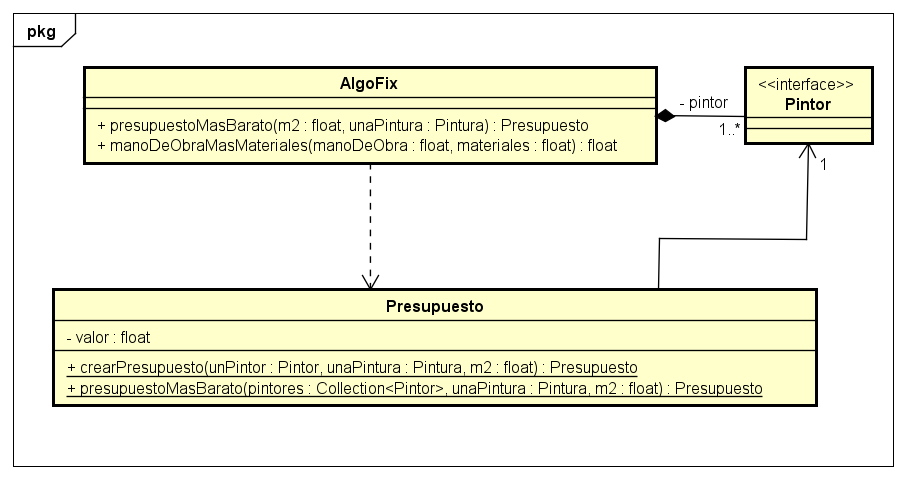 pkg
AlgoFix
+ presupuestoMasBarato(m2 : float, unaPintura : Pintura) : Presupuesto
+ manoDeObraMasMateriales(manoDeObra : float, materiales : float) : float
- pintor
1..*
<<interface>>
Pintor
1
Presupuesto
- valor : float
+ crearPresupuesto(unPintor : Pintor, unaPintura : Pintura, m2 : float) : Presupuesto
+ presupuestoMasBarato(pintores : Collection<Pintor>, unaPintura : Pintura, m2 : float) : Presupuesto